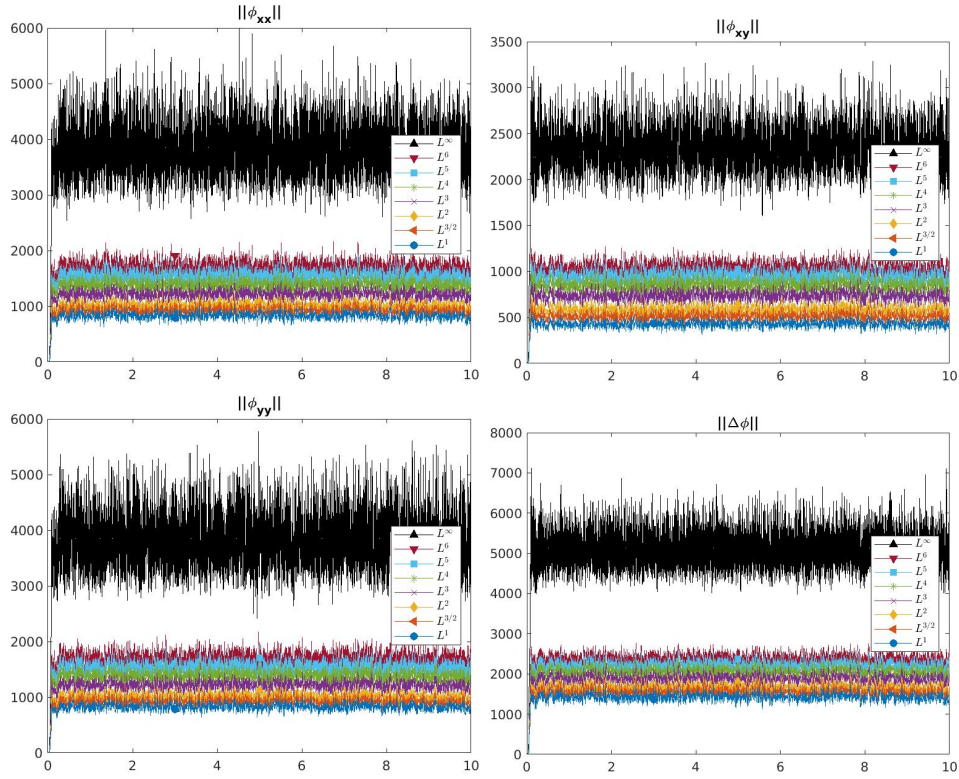 ||ϕxx||
6000
5000
4000
3000
2000
1000
0
0 2 4 6 8 10
L∞
L6
L5
L4
L3
L2
L3/2
L1
||ϕxy||
3500
3000
2500
2000
1500
1000
500
0
0 2 4 6 8 10
L∞
L6
L5
L4
L3
L2
L3/2
L1
||ϕyy||
6000
5000
4000
3000
2000
1000
0
0 2 4 6 8 10
L∞
L6
L5
L4
L3
L2
L3/2
L1
||Δϕ||
8000
7000
6000
5000
4000
3000
2000
1000
0
0 2 4 6 8 10
L∞
L6
L5
L4
L3
L2
L3/2
L1